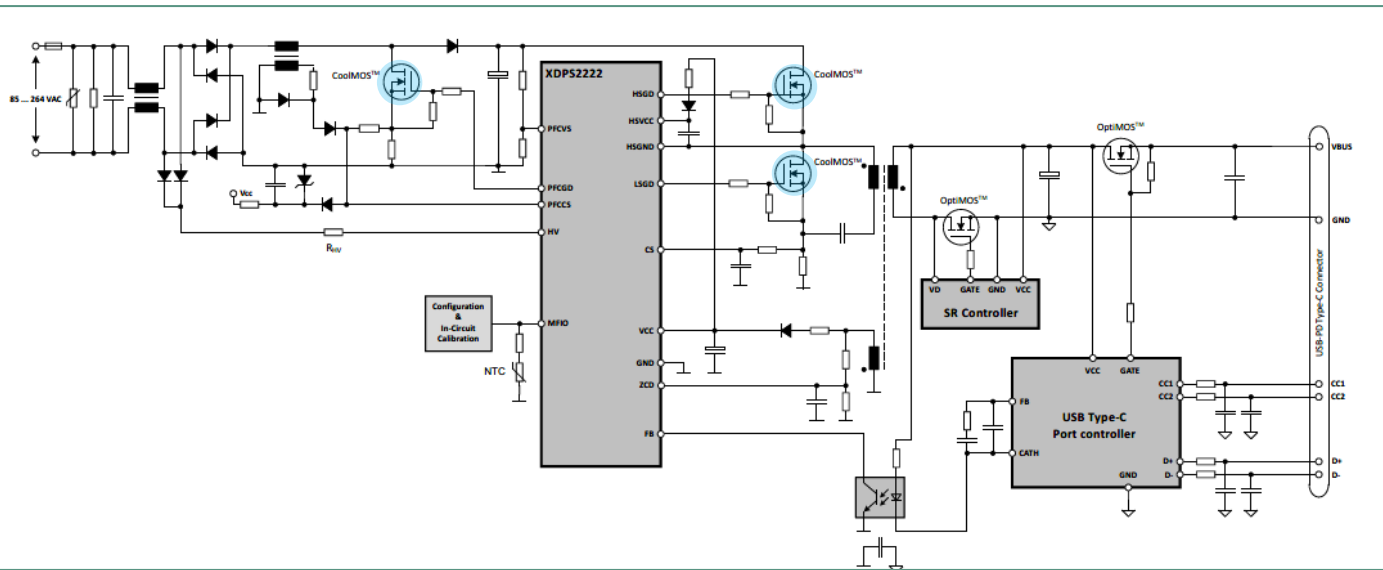 XDPS2222
CoolMOS™
CoolMOS™
CoolMOS™
85 ... 264 VAC
HSGD
HSVCC
HSGND
LSGD
CS
VCC
GND
ZCD
FB
PFCVS
PFCGD
PFCCS
HV
MFIO
Vcc
RHV
Configuration
&
In-Circuit
Calibration
NTC
OptiMOS™
OptiMOS™
VD
GATE
GND
VCC
SR Controller
VCC
GATE
FB
CATH
USB Type-C
Port controller
GND
CC1
CC2
D+
D-
USB-PD Type-C Connector
VBUS
GND
CC1
CC2
D+
D-